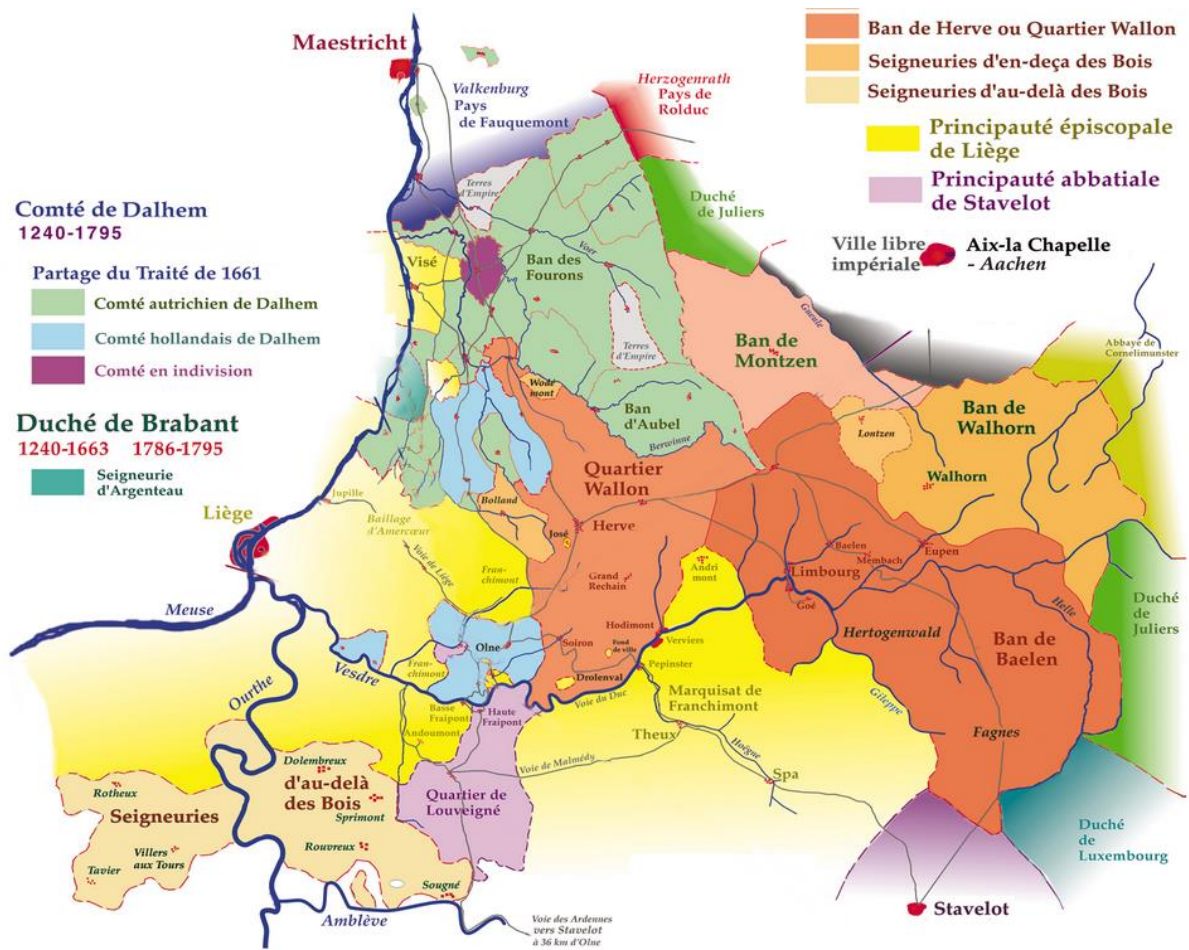 Maestricht
Valkenburg
Pays
de Fauquemont
Herzogenrath
Pays de
Rolduc
Ban de Herve ou Quartier Wallon
Seigneuries d'en-deça des Bois
Seigneuries d'au-delà des Bois
Principauté épiscopale
de Liège
Principauté abbatiale
de Stavelot
Ville libre
impériale
Aix-la Chapelle
- Aachen
Comté de Dalhem
1240-1795
Partage du Traité de 1661
Comté autrichien de Dalhem
Comté hollandais de Dalhem
Comté en indivision
Duché de Brabant
1240-1663 1786-1795
Seigneurie
d'Argenteau
Terres
d'Empire
Duché
de Juliers
Visé
Voer
Ban des
Fourons
Terres
d'Empire
Gueule
Ban de
Montzen
Abbaye de
Cornelimunster
Wodé
mont
Ban
d'Aubel
Berwinne
Lontzen
Ban de
Walhorn
Walhorn
Quartier
Wallon
Liège
Jupille
Baillage
d'Amercœur
Voie de Liège
Bolland
José
Herve
Fran-
chimont
Grand
Rechain
Andri
mont
Baelen
Membach
Eupen
Limbourg
Goé
Helle
Duché
de
Juliers
Meuse
Hodimont
Verviers
Hertogenwald
Ban de
Baelen
Olne
Soiron
Fond
de ville
Pepinster
Drolenval
Fran-
chimont
Vesdre
Ourthe
Voie du Duc
Marquisat de
Franchimont
Gileppe
Basse
Fraipont
Haute
Fraipont
Andoumont
Theux
Hoëgne
Fagnes
Voie de Malmédy
Spa
Dolembreux
d'au-delà
des Bois
Sprimont
Rotheux
Seigneuries
Quartier de
Louveigné
Villers
aux Tours
Tavier
Rouvreux
Sougné
Duché
de
Luxembourg
Amblève
Voie des Ardennes
vers Stavelot
à 36 km d'Olne
Stavelot